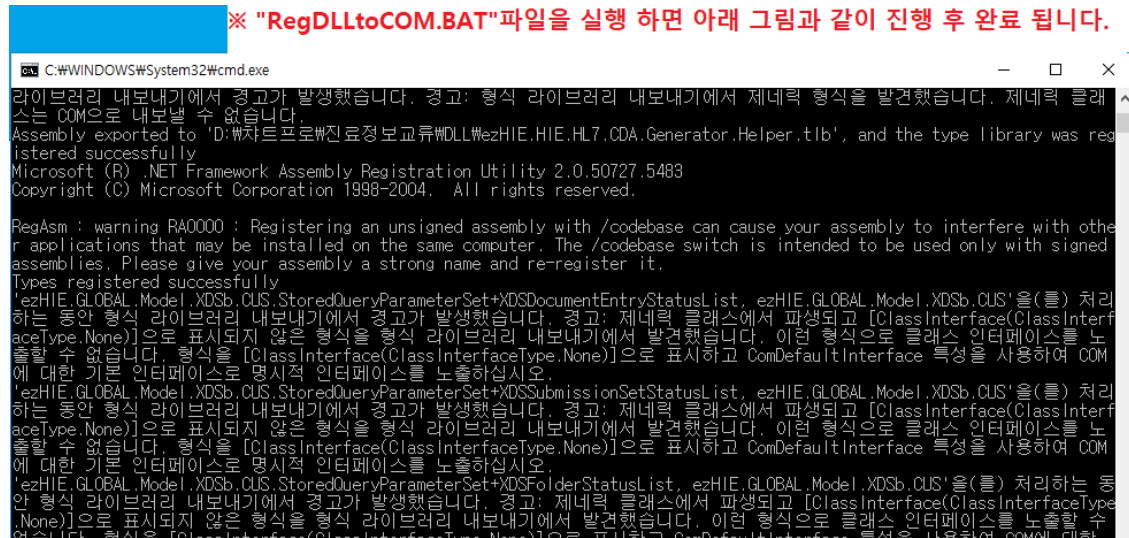 ※ "RegDLLtoCOM.BAT"파일을 실행 하면 아래 그림과 같이 진행 후 완료 됩니다.
C:₩WINDOWS₩System32₩cmd.exe
라이브러리 내보내기에서 경고가 발생했습니다. 경고: 형식 라이브러리 내보내기에서 제네릭 형식을 발견했습니다. 제네릭 클래
스는 COM으로 내보낼 수 없습니다.
Assembly exported to 'D:₩챠트프로₩진료정보교류₩DLL₩ezHIE.HIE.HL7.CDA.Generator.Helper.tlb', and the type library was reg
istered successfully
Microsoft (R) .NET Framework Assembly Registration Utility 2.0.50727.5483
Copyright (C) Microsoft Corporation 1998-2004.  All rights reserved.
RegAsm : warning RA0000 : Registering an unsigned assembly with /codebase can cause your assembly to interfere with othe
r applications that may be installed on the same computer. The /codebase switch is intended to be used only with signed
assemblies. Please give your assembly a strong name and re-register it.
Types registered successfully
'ezHIE.GLOBAL.Model.XDSb.CUS.StoredQueryParameterSet+XDSDocumentEntryStatusList, ezHIE.GLOBAL.Model.XDSb.CUS'을(를) 처리
하는 동안 형식 라이브러리 내보내기에서 경고가 발생했습니다. 경고: 제네릭 클래스에서 파생되고 [ClassInterface(ClassInterf
aceType.None)]으로 표시되지 않은 형식을 형식 라이브러리 내보내기에서 발견했습니다. 이런 형식으로 클래스 인터페이스를 노
출할 수 없습니다. 형식을 [ClassInterface(ClassInterfaceType.None)]으로 표시하고 ComDefaultInterface 특성을 사용하여 COM
에 대한 기본 인터페이스로 명시적 인터페이스를 노출하십시오.
'ezHIE.GLOBAL.Model.XDSb.CUS.StoredQueryParameterSet+XDSSubmissionSetStatusList, ezHIE.GLOBAL.Model.XDSb.CUS'을(를) 처리
하는 동안 형식 라이브러리 내보내기에서 경고가 발생했습니다. 경고: 제네릭 클래스에서 파생되고 [ClassInterface(ClassInterf
aceType.None)]으로 표시되지 않은 형식을 형식 라이브러리 내보내기에서 발견했습니다. 이런 형식으로 클래스 인터페이스를 노
출할 수 없습니다. 형식을 [ClassInterface(ClassInterfaceType.None)]으로 표시하고 ComDefaultInterface 특성을 사용하여 COM
에 대한 기본 인터페이스로 명시적 인터페이스를 노출하십시오.
'ezHIE.GLOBAL.Model.XDSb.CUS.StoredQueryParameterSet+XDSFolderStatusList, ezHIE.GLOBAL.Model.XDSb.CUS'을(를) 처리하는 동
안 형식 라이브러리 내보내기에서 경고가 발생했습니다. 경고: 제네릭 클래스에서 파생되고 [ClassInterface(ClassInterfaceType
.None)]으로 표시되지 않은 형식을 형식 라이브러리 내보내기에서 발견했습니다. 이런 형식으로 클래스 인터페이스를 노출할 수